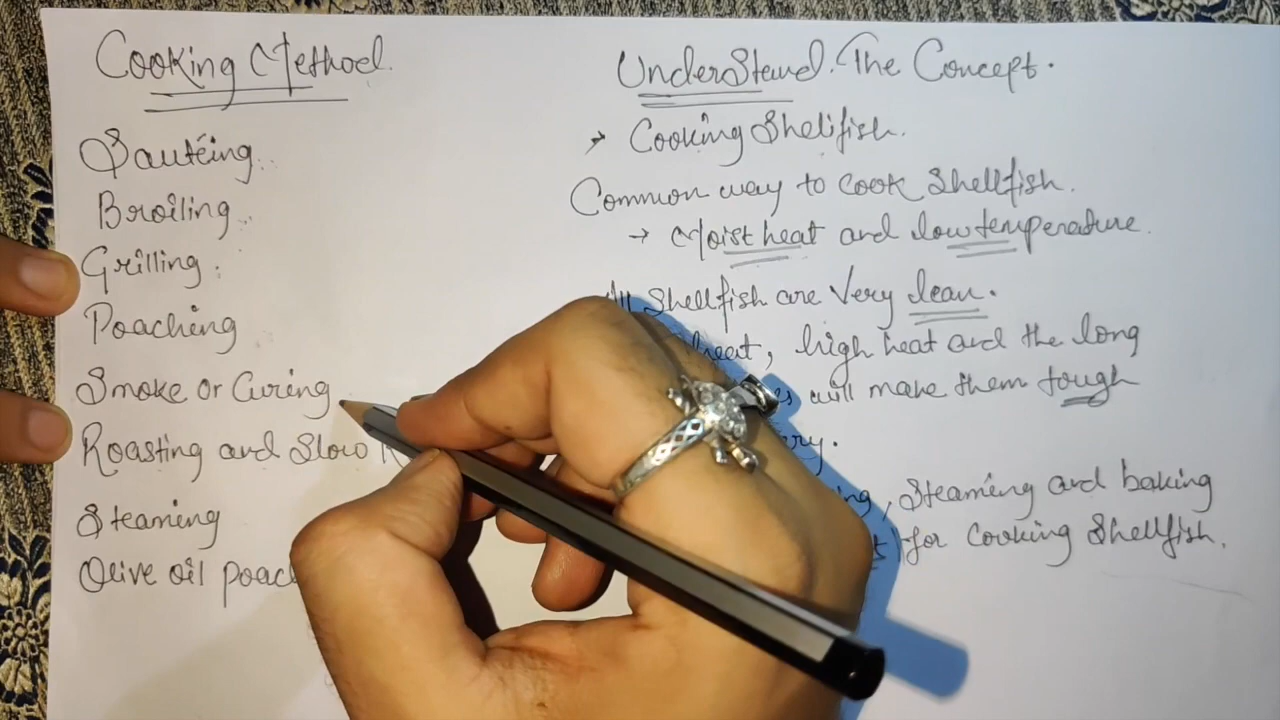 Cooking Method.
Sautéing
Broiling
Grilling
Poaching
Smoke or Curing
Roasting and Slow
Steaming
Olive oil
Understand. The Concept.
→ Cooking Shellfish.
Common way to Cook Shellfish.
→ Moist heat and low temperature.
Shellfish are Very lean.
heat, high heat and the long
will make them tough
Steaming and baking
for Cooking Shellfish.